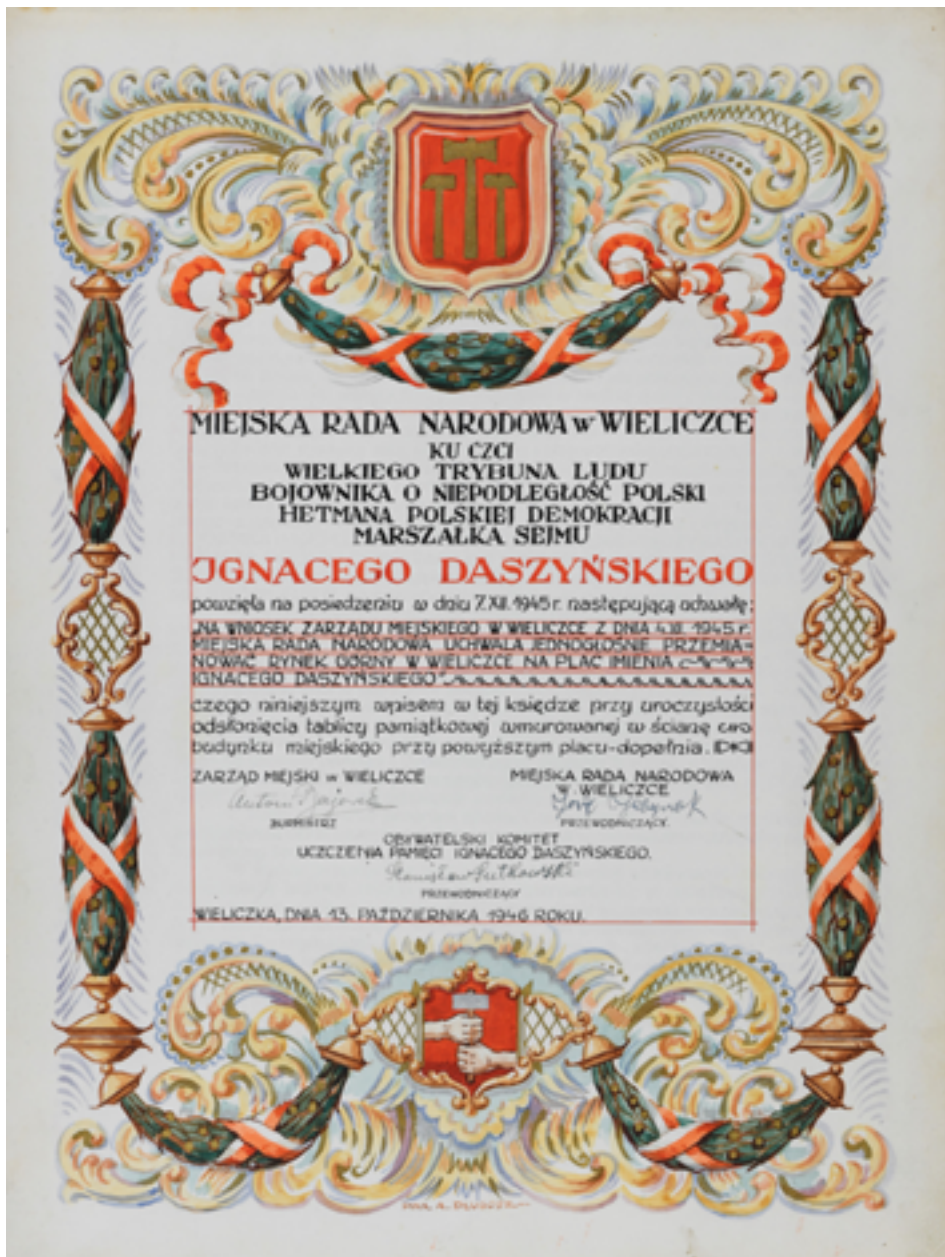 MIEJSKA RADA NARODOWA w WIELICZCE
KU CZCI
WIELKIEGO TRYBUNA LUDU
BOJOWNIKA O NIEPODLEGŁOŚĆ POLSKI
HETMANA POLSKIEJ DEMOKRACJI
MARSZAŁKA SEJMU
IGNACEGO DASZYŃSKIEGO
powzięła na posiedzeniu w dniu 7.XII.1945 r. następującą uchwałę:
„NA WNIOSEK ZARZĄDU MIEJSKIEGO W WIELICZCE Z DNIA 4.XII.1945.r.
MIEJSKA RADA NARODOWA UCHWALA JEDNOGŁOŚNIE PRZEMIA-
NOWAĆ RYNEK GÓRNY W WIELICZCE NA PLAC IMIENIA
IGNACEGO DASZYŃSKIEGO"
czego niniejszym wpisem w tej księdze przy uroczystości
odsłonięcia tablicy pamiątkowej wmurowanej w ścianę
budynku miejskiego przy powyższym placu-dopełnia.
ZARZĄD MIEJSKI w WIELICZCE
BURMISTRZ
MIEJSKA RADA NARODOWA
W WIELICZCE
PRZEWODNICZĄCY.
OBYWATELSKI KOMITET
UCZCZENIA PAMIĘCI IGNACEGO DASZYŃSKIEGO.
Stanisław Gutkowski
PRZEWODNICZĄCY
WIELICZKA, DNIA 13. PAŹDZIERNIKA 1946 ROKU.